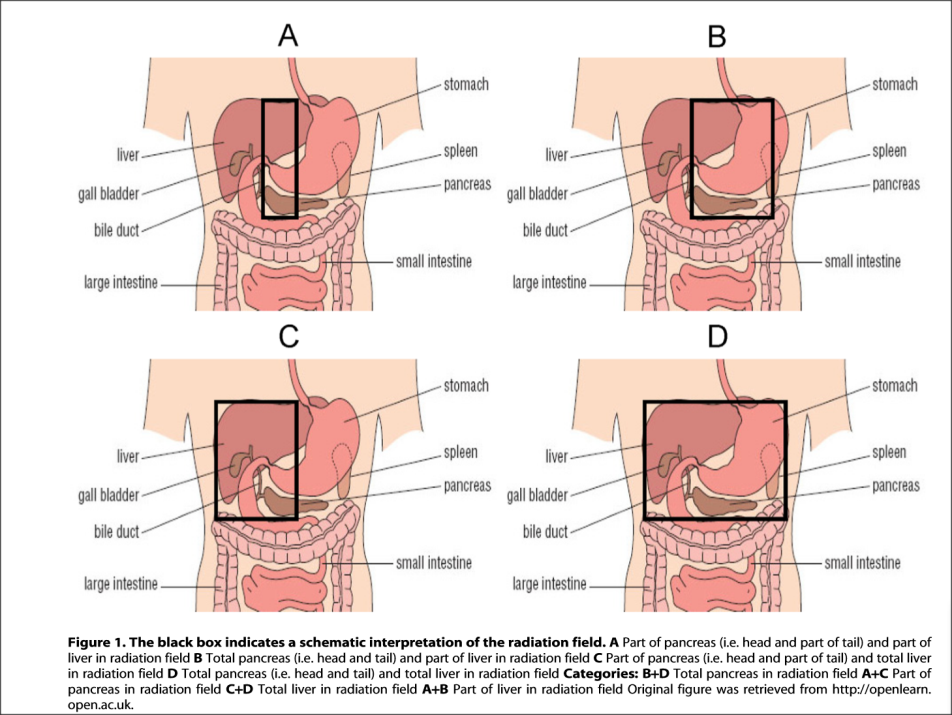 A
B
stomach
liver
spleen
gall bladder
pancreas
bile duct
small intestine
large intestine
stomach
liver
spleen
gall bladder
pancreas
bile duct
small intestine
large intestine
C
D
stomach
liver
spleen
gall bladder
pancreas
bile duct
small intestine
large intestine
stomach
liver
spleen
gall bladder
pancreas
bile duct
small intestine
large intestine
Figure 1. The black box indicates a schematic interpretation of the radiation field. A Part of pancreas (i.e. head and part of tail) and part of
liver in radiation field B Total pancreas (i.e. head and tail) and part of liver in radiation field C Part of pancreas (i.e. head and part of tail) and total liver
in radiation field D Total pancreas (i.e. head and tail) and total liver in radiation field Categories: B+D Total pancreas in radiation field A+C Part of
pancreas in radiation field C+D Total liver in radiation field A+B Part of liver in radiation field Original figure was retrieved from http://openlearn.
open.ac.uk.